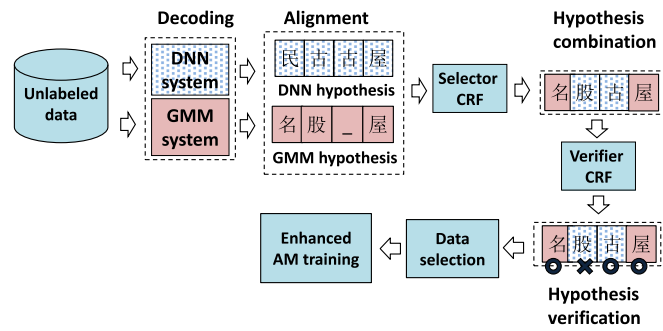 Decoding
Alignment
Hypothesis
combination
Unlabeled
data
DNN
system
GMM
system
民 古 古 屋
DNN hypothesis
名 股 _ 屋
GMM hypothesis
Selector
CRF
名 股 古 屋
Verifier
CRF
名 股 古 屋
Hypothesis
verification
Data
selection
Enhanced
AM training